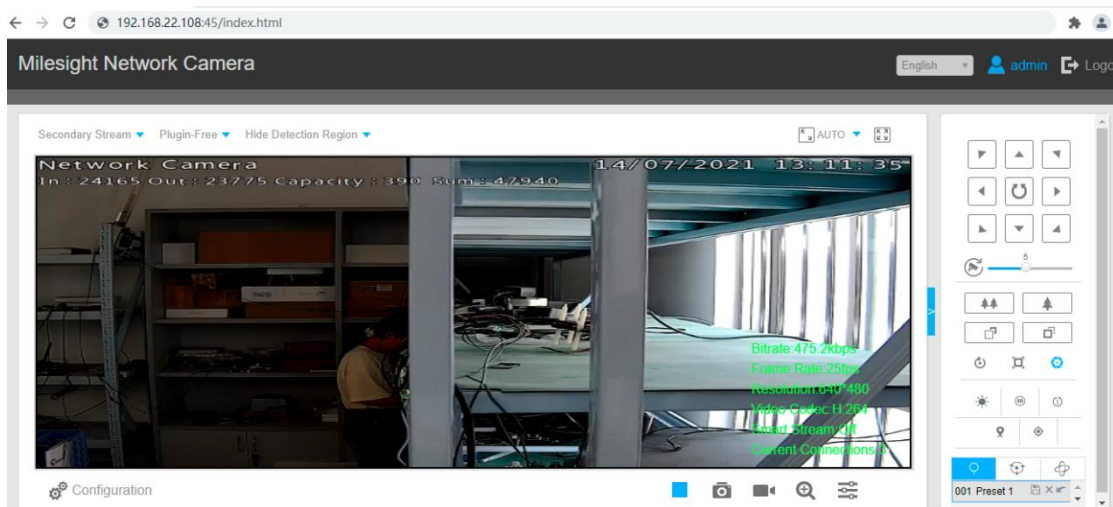 192.168.22.108:45/index.html
Milesight Network Camera
English admin Logo
Secondary Stream Plugin-Free Hide Detection Region AUTO
Network Camera 14/07/2021 13:11:35
In : 24165 Out : 23775 Capacity : 390 Sum : 47940
5
Bitrate:475.2kbps
Frame Rate:25fps
Resolution:640*480
Video Codec:H.264
Smart Stream:Off
Current Connections:3
Configuration
001 Preset 1